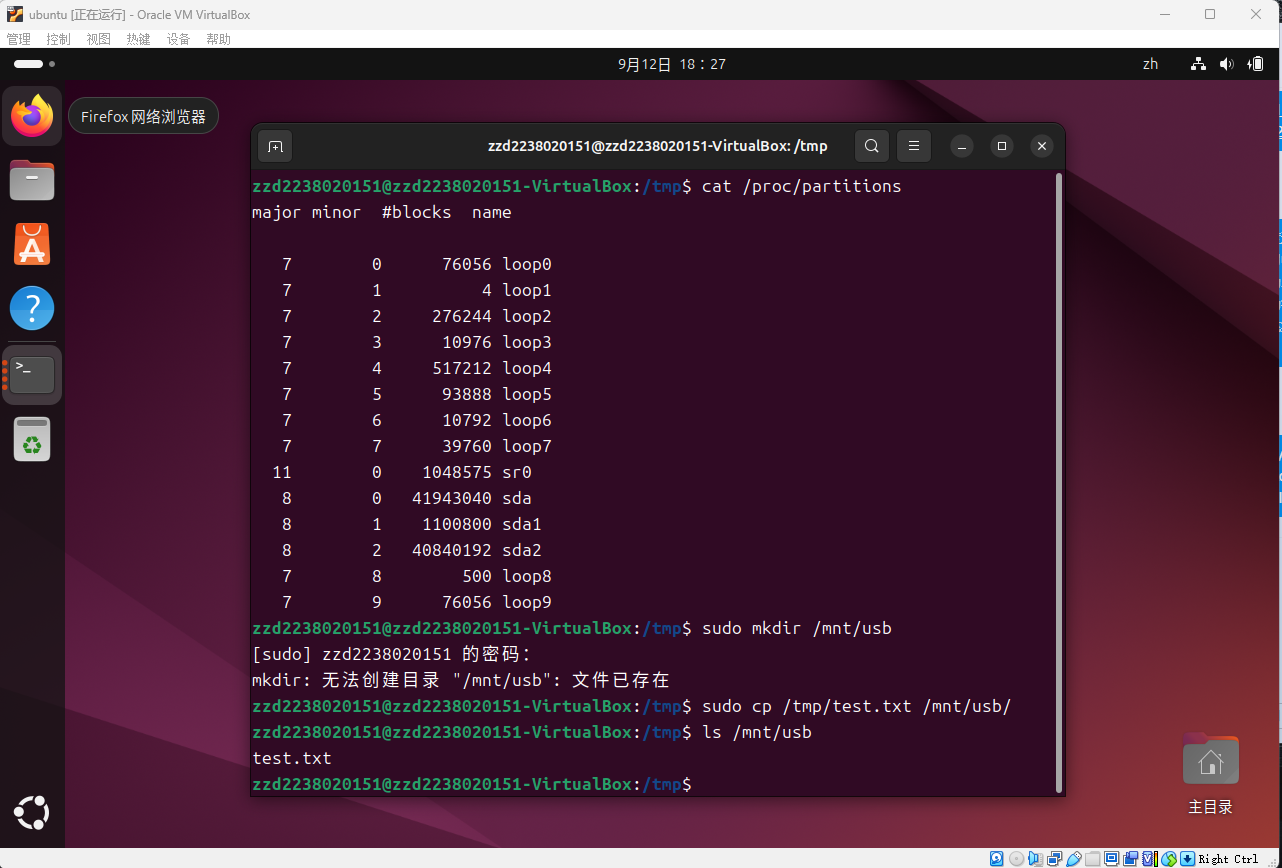 ubuntu [正在运行] - Oracle VM VirtualBox
管理 控制 视图 热键 设备 帮助
9月12日 18：27
zh
Firefox 网络浏览器
zzd2238020151@zzd2238020151-VirtualBox: /tmp
zzd2238020151@zzd2238020151-VirtualBox:/tmp$ cat /proc/partitions
major minor  #blocks  name
7        0      76056 loop0
7        1          4 loop1
7        2     276244 loop2
7        3      10976 loop3
7        4     517212 loop4
7        5      93888 loop5
7        6      10792 loop6
7        7      39760 loop7
11        0    1048575 sr0
8        0   41943040 sda
8        1    1100800 sda1
8        2   40840192 sda2
7        8        500 loop8
7        9      76056 loop9
zzd2238020151@zzd2238020151-VirtualBox:/tmp$ sudo mkdir /mnt/usb
[sudo] zzd2238020151 的密码：
mkdir: 无法创建目录 "/mnt/usb": 文件已存在
zzd2238020151@zzd2238020151-VirtualBox:/tmp$ sudo cp /tmp/test.txt /mnt/usb/
zzd2238020151@zzd2238020151-VirtualBox:/tmp$ ls /mnt/usb
test.txt
zzd2238020151@zzd2238020151-VirtualBox:/tmp$
主目录
Right Ctrl